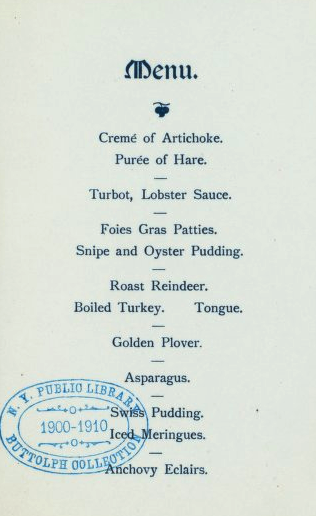 Menu.
Cremé of Artichoke.
Purée of Hare.
Turbot, Lobster Sauce.
Foies Gras Patties.
Snipe and Oyster Pudding.
Roast Reindeer.
Boiled Turkey. Tongue.
Golden Plover.
Asparagus.
Swiss Pudding.
Iced Meringues.
Anchovy Eclairs.
N. Y. PUBLIC LIBRARY
1900-1910
BUTTOLPH COLLECTION